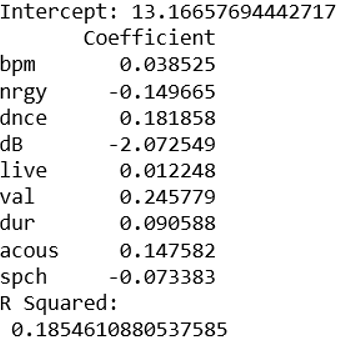 Intercept: 13.16657694442717
Coefficient
bpm 0.038525
nrgy -0.149665
dnce 0.181858
dB -2.072549
live 0.012248
val 0.245779
dur 0.090588
acous 0.147582
spch -0.073383
R Squared:
0.1854610880537585